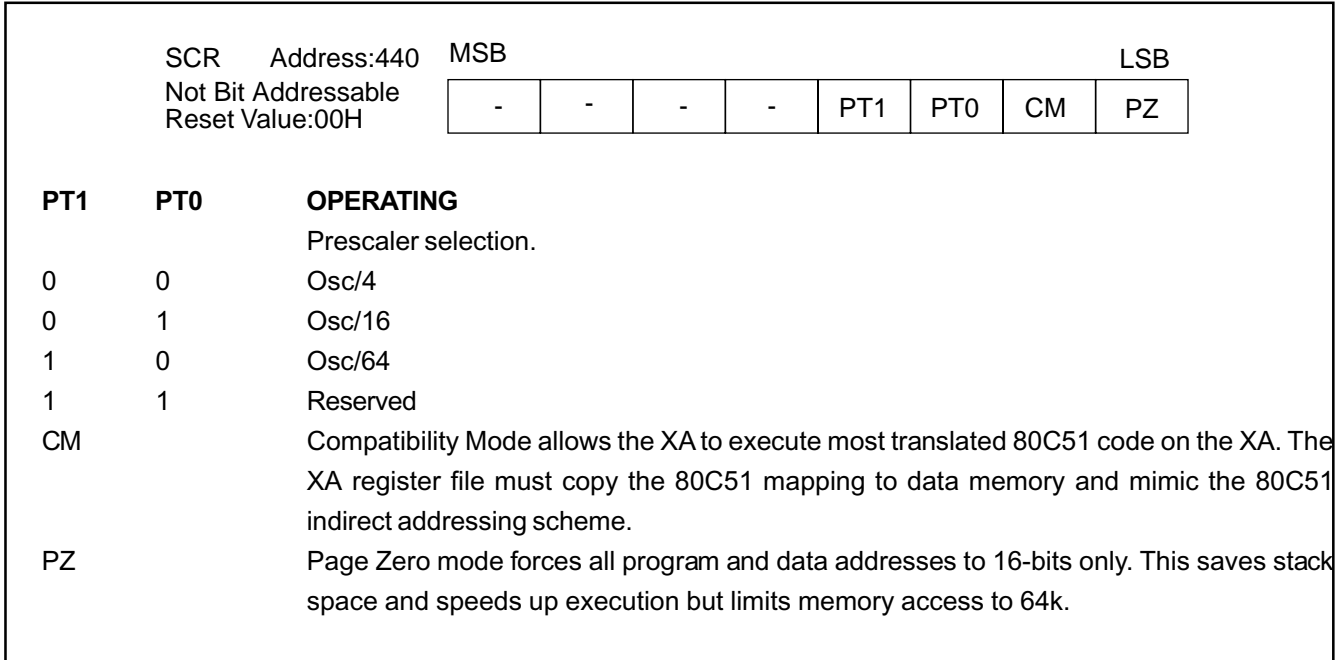 SCR Address:440 MSB LSB
Not Bit Addressable
Reset Value:00H
- - - - PT1 PT0 CM PZ
PT1 PT0 OPERATING
Prescaler selection.
0 0 Osc/4
0 1 Osc/16
1 0 Osc/64
1 1 Reserved
CM Compatibility Mode allows the XA to execute most translated 80C51 code on the XA. The
XA register file must copy the 80C51 mapping to data memory and mimic the 80C51
indirect addressing scheme.
PZ Page Zero mode forces all program and data addresses to 16-bits only. This saves stack
space and speeds up execution but limits memory access to 64k.